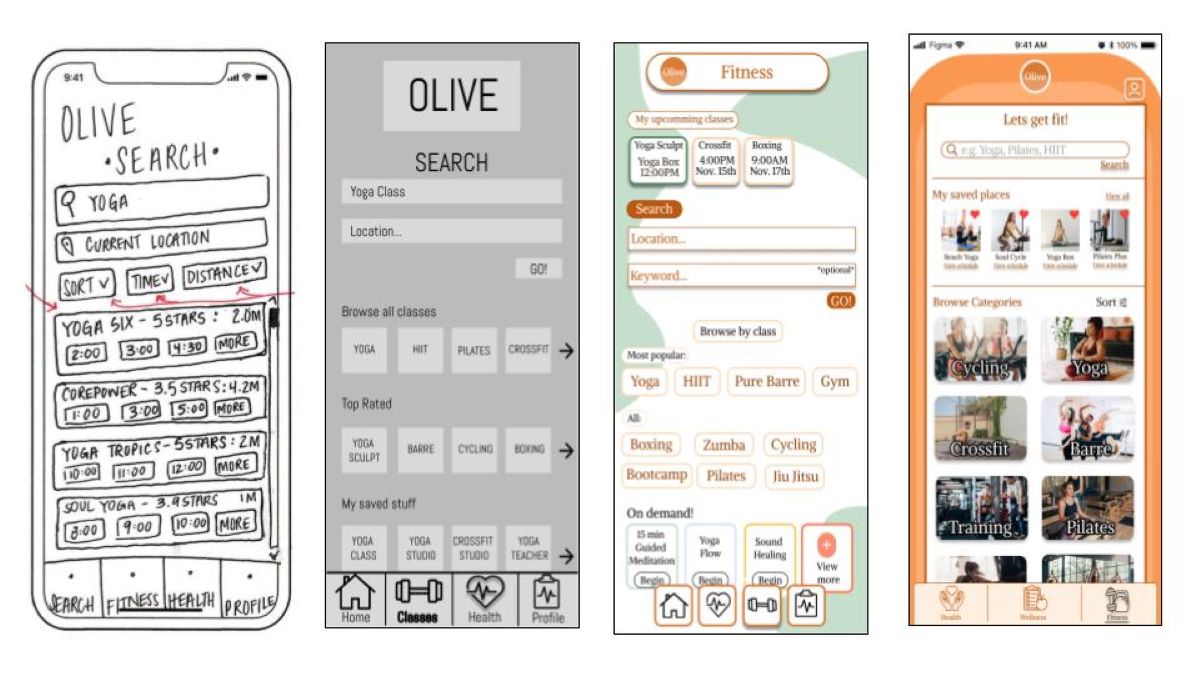 9:41
OLIVE
•SEARCH•
YOGA
CURRENT LOCATION
SORT TIME DISTANCE
YOGA SIX - 5 STARS : 2.0M
2:00 3:00 4:30 MORE
COREPOWER - 3.5 STARS: 4.2M
1:00 3:00 5:00 MORE
YOGA TROPICS - 5 STARS : 2M
10:00 11:00 12:00 MORE
SOUL YOGA - 3.9 STARS 1M
8:00 9:00 10:00 MORE
SEARCH FITNESS HEALTH PROFILE
OLIVE
SEARCH
Yoga Class
Location...
GO!
Browse all classes
YOGA HIIT PILATES CROSSFIT
Top Rated
YOGA SCULPT BARRE CYCLING BOXING
My saved stuff
YOGA CLASS YOGA STUDIO CROSSFIT STUDIO YOGA TEACHER
Home Classes Health Profile
Olive Fitness
My upcomming classes
Yoga Sculpt Crossfit Boxing
Yoga Box 4:00PM 9:00AM
12:00PM Nov. 15th Nov. 17th
Search
Location...
Keyword... *optional*
GO!
Browse by class
Most popular:
Yoga HIIT Pure Barre Gym
All:
Boxing Zumba Cycling
Bootcamp Pilates Jiu Jitsu
On demand!
15 min Guided Meditation Yoga Flow Sound Healing View more
Begin Begin Begin
Figma 9:41 AM 100%
Olive
Lets get fit!
e.g. Yoga, Pilates, HIIT
Search
My saved places View all
Beach Yoga Soul Cycle Yoga Box Pilates Plus
View schedule View schedule View schedule View schedule
Browse Categories Sort
Cycling Yoga
Crossfit Barre
Training Pilates
Health Wellness Fitness